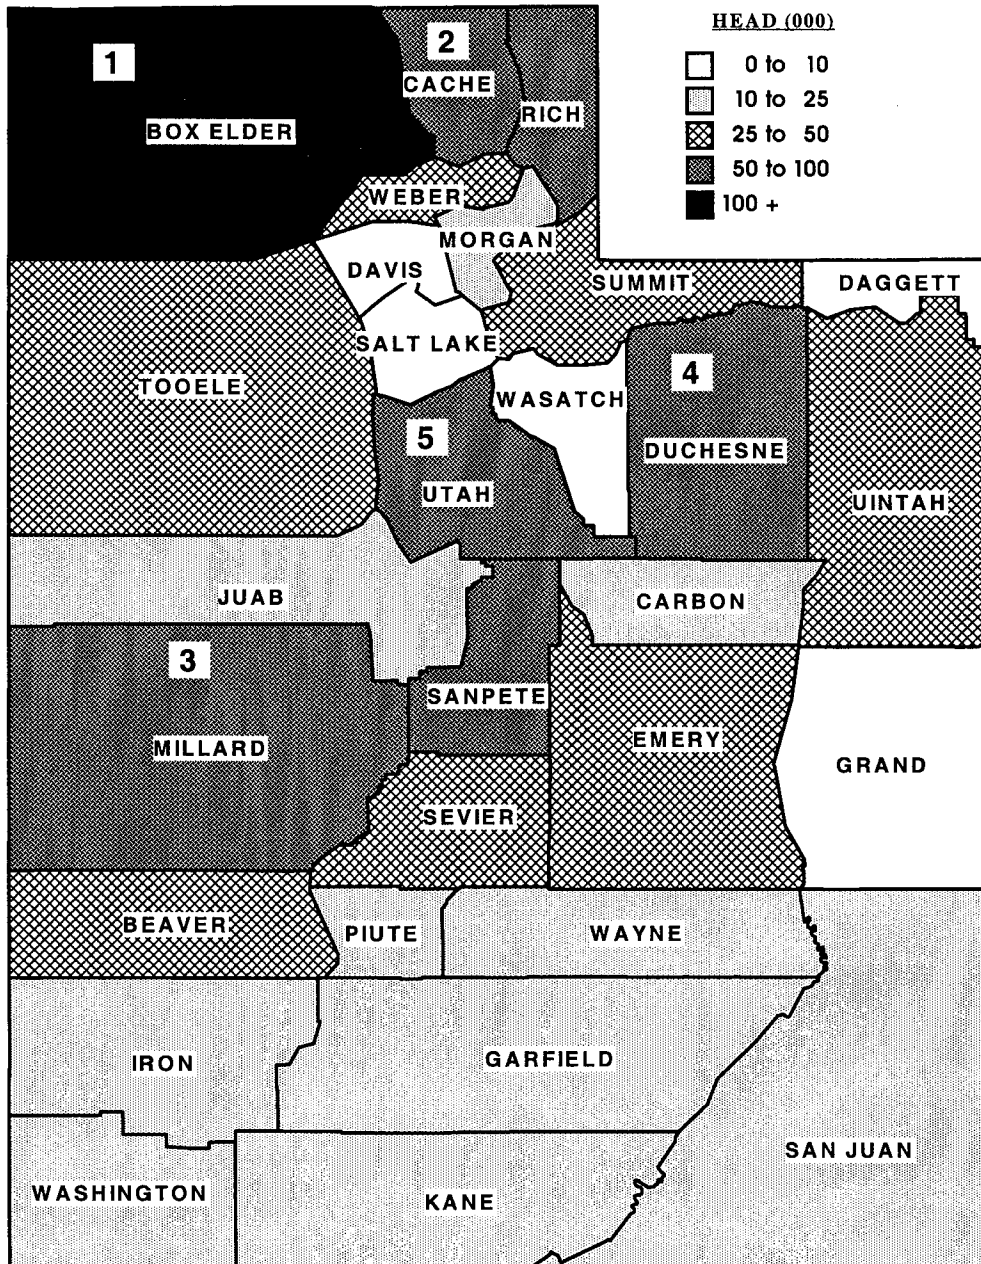 HEAD (000)
0 to 10
10 to 25
25 to 50
50 to 100
100 +
1
2
CACHE
RICH
BOX ELDER
WEBER
MORGAN
DAVIS
SUMMIT
DAGGETT
SALT LAKE
TOOELE
WASATCH
4
5
DUCHESNE
UTAH
UINTAH
JUAB
CARBON
3
SANPETE
MILLARD
EMERY
GRAND
SEVIER
BEAVER
PIUTE
WAYNE
IRON
GARFIELD
SAN JUAN
WASHINGTON
KANE